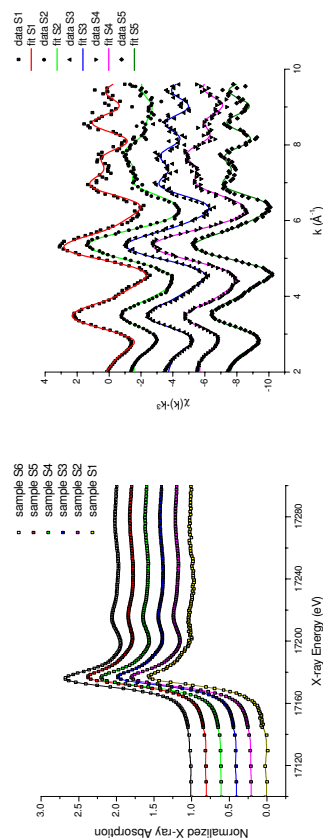 data S1
fit S1
data S2
fit S2
data S3
fit S3
data S4
fit S4
data S5
fit S5
4
2
0
-2
-4
-6
-8
-10
χ(k)·k³
2
4
6
8
10
k (Å⁻¹)
sample S6
sample S5
sample S4
sample S3
sample S2
sample S1
3.0
2.5
2.0
1.5
1.0
0.5
0.0
Normalized X-ray Absorption
17120
17160
17200
17240
17280
X-ray Energy (eV)